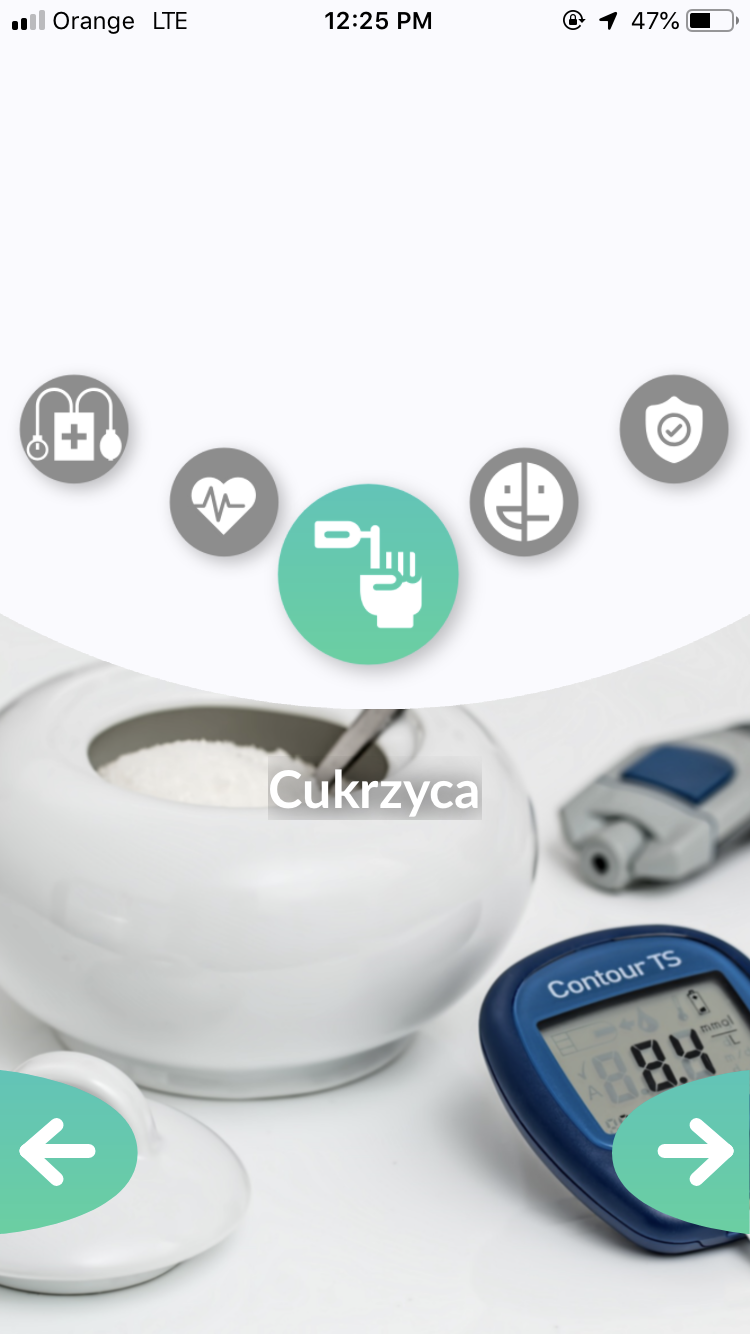 Orange LTE 12:25 PM 47%
Cukrzyca
Contour TS
mmol
L
8.4